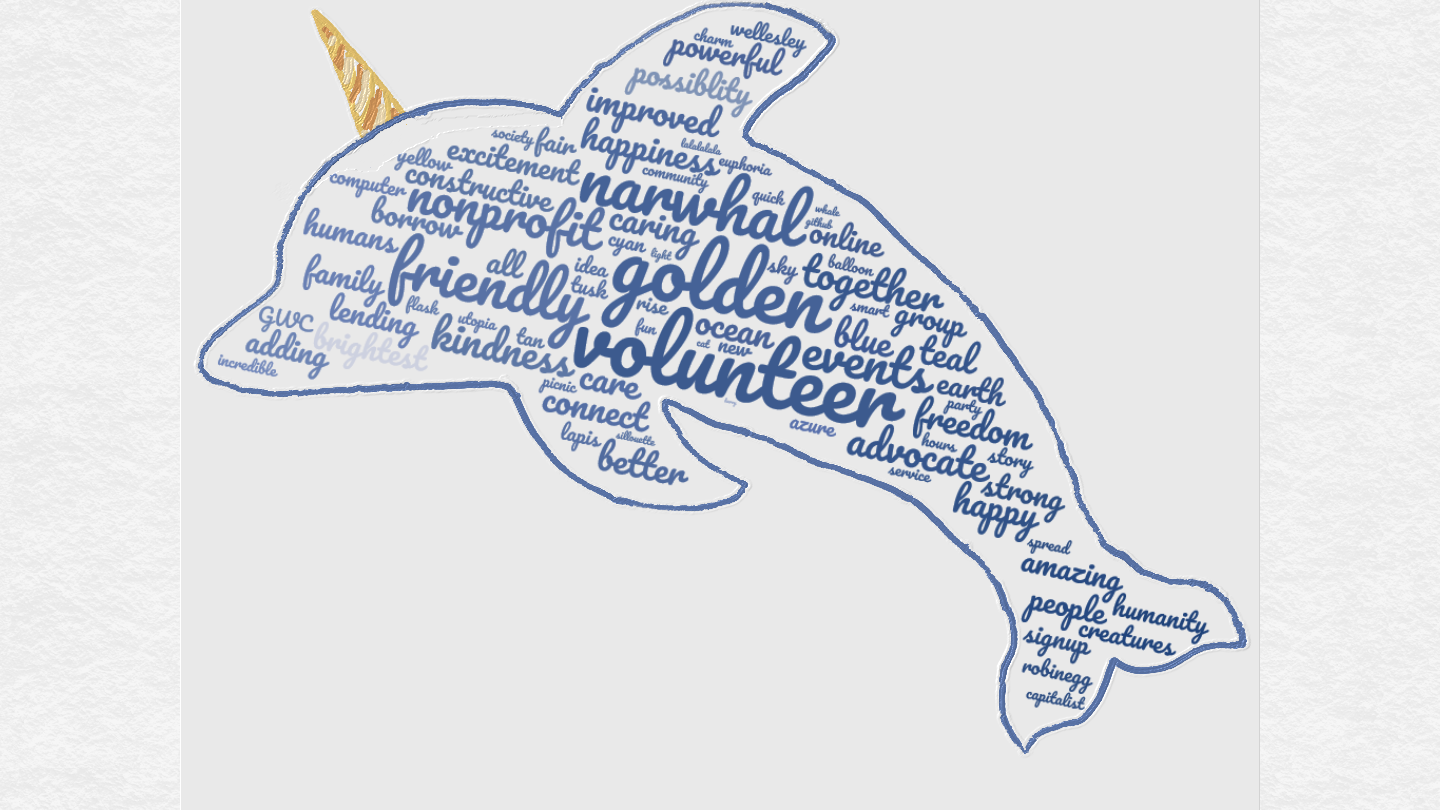 wellesley
charm
powerful
possiblity
improved
society
fair
happiness
lalalalala
euphoria
yellow
excitement
community
computer
constructive
narwhal
quick
whale
github
borrow
nonprofit
caring
online
humans
cyan
light
all
idea
golden
sky
balloon
together
family
friendly
tusk
rise
smart
group
flash
GWC
lending
utopia
fun
ocean
blue
teal
adding
brightest
kindness
tan
eat
new
events
earth
incredible
volunteer
picnic
care
party
connect
azure
freedom
lapis
sillouette
advocate
hours
story
better
service
strong
happy
spread
amazing
people
humanity
signup
creatures
robinegg
capitalist